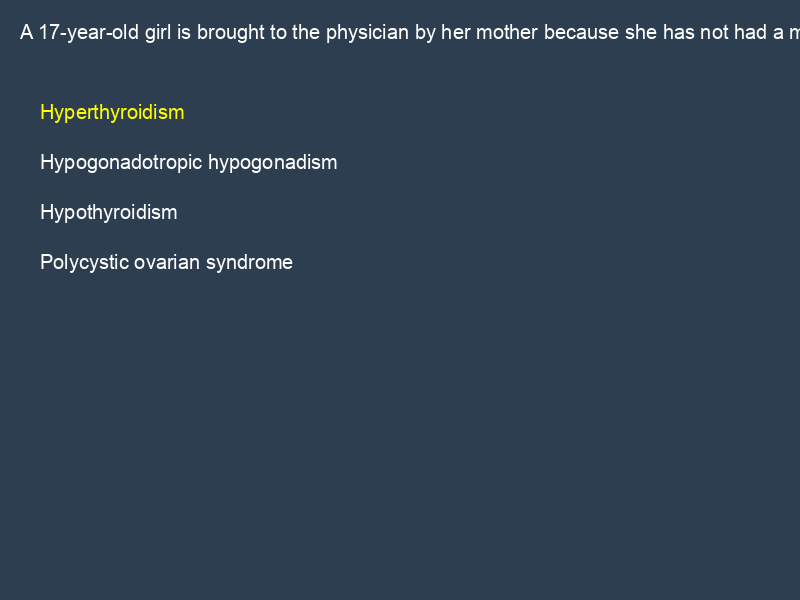 A 17-year-old girl is brought to the physician by her mother because she has not had a
Hyperthyroidism
Hypogonadotropic hypogonadism
Hypothyroidism
Polycystic ovarian syndrome